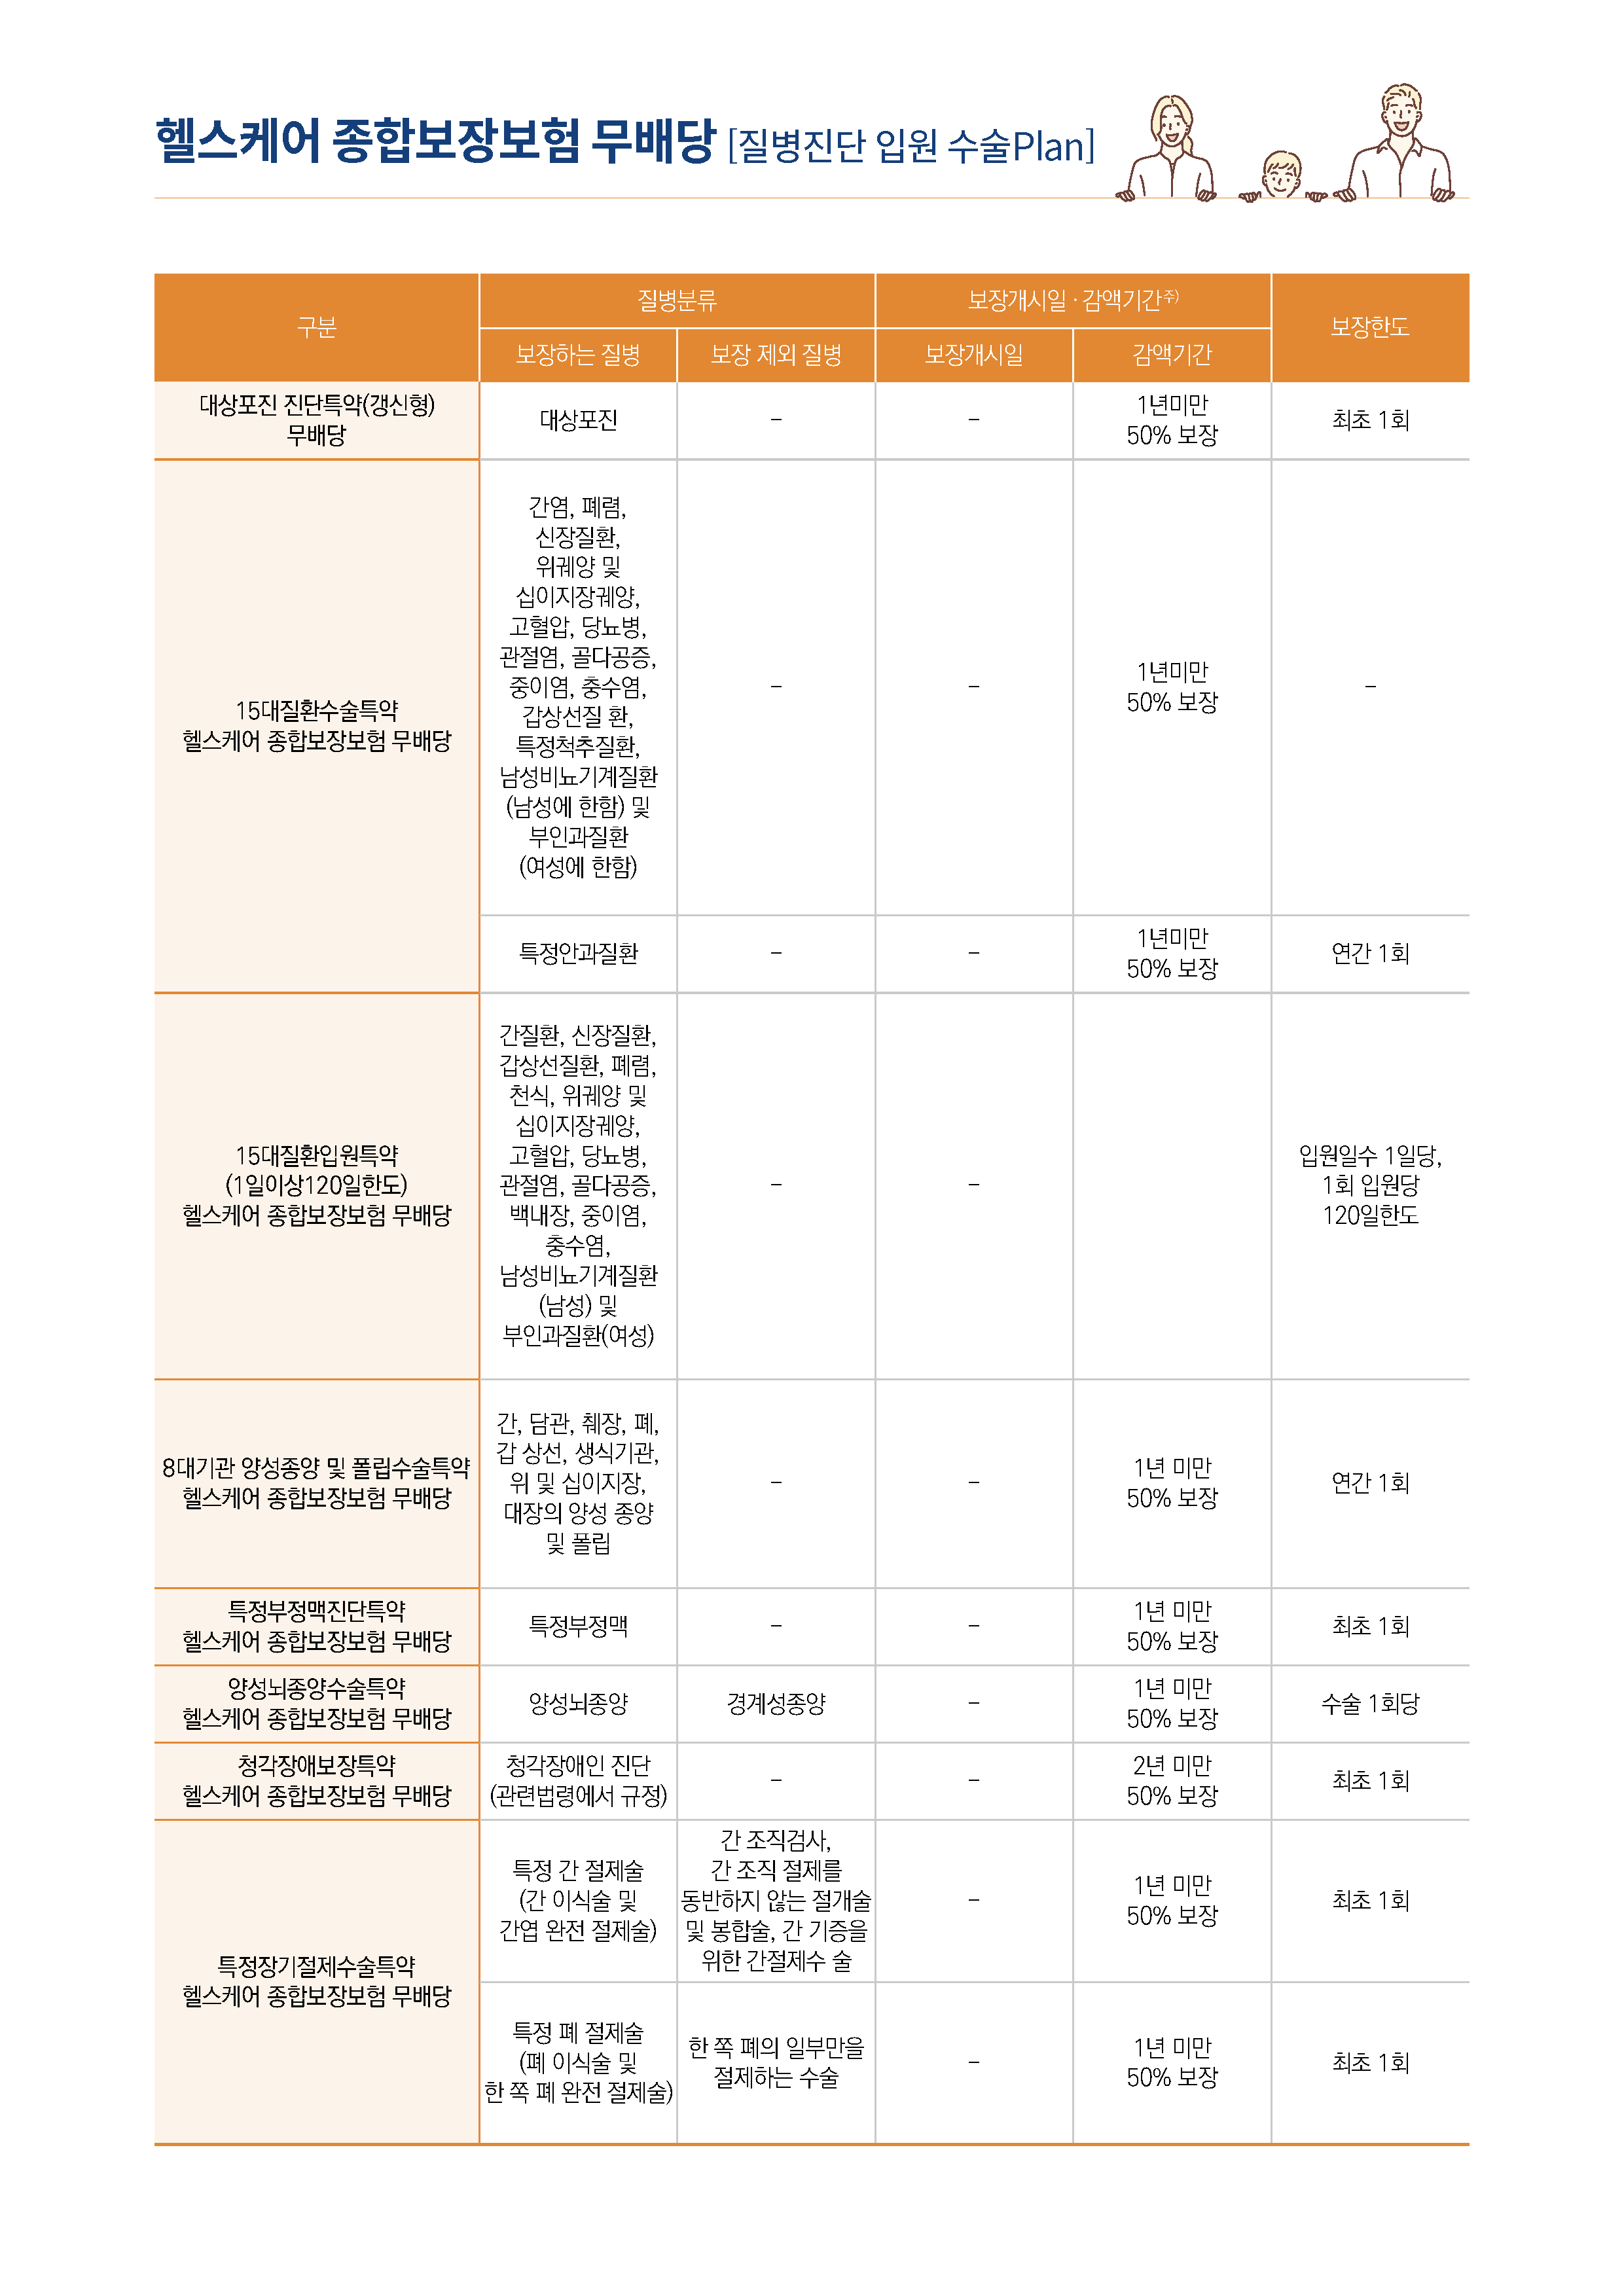 헬스케어 종합보장보험 무배당 [질병진단 입원 수술Plan]
구분
질병분류
보장개시일 · 감액기간주)
보장한도
보장하는 질병
보장 제외 질병
보장개시일
감액기간
대상포진 진단특약(갱신형)
무배당
대상포진
–
–
1년미만
50% 보장
최초 1회
15대질환수술특약
헬스케어 종합보장보험 무배당
간염, 폐렴,
신장질환,
위궤양 및
십이지장궤양,
고혈압, 당뇨병,
관절염, 골다공증,
중이염, 충수염,
갑상선질 환,
특정척추질환,
남성비뇨기계질환
(남성에 한함) 및
부인과질환
(여성에 한함)
–
–
1년미만
50% 보장
–
특정안과질환
–
–
1년미만
50% 보장
연간 1회
15대질환입원특약
(1일이상120일한도)
헬스케어 종합보장보험 무배당
간질환, 신장질환,
갑상선질환, 폐렴,
천식, 위궤양 및
십이지장궤양,
고혈압, 당뇨병,
관절염, 골다공증,
백내장, 중이염,
충수염,
남성비뇨기계질환
(남성) 및
부인과질환(여성)
–
–
입원일수 1일당,
1회 입원당
120일한도
8대기관 양성종양 및 폴립수술특약
헬스케어 종합보장보험 무배당
간, 담관, 췌장, 폐,
갑 상선, 생식기관,
위 및 십이지장,
대장의 양성 종양
및 폴립
–
–
1년 미만
50% 보장
연간 1회
특정부정맥진단특약
헬스케어 종합보장보험 무배당
특정부정맥
–
–
1년 미만
50% 보장
최초 1회
양성뇌종양수술특약
헬스케어 종합보장보험 무배당
양성뇌종양
경계성종양
–
1년 미만
50% 보장
수술 1회당
청각장애보장특약
헬스케어 종합보장보험 무배당
청각장애인 진단
(관련법령에서 규정)
–
–
2년 미만
50% 보장
최초 1회
특정장기절제수술특약
헬스케어 종합보장보험 무배당
특정 간 절제술
(간 이식술 및
간엽 완전 절제술)
간 조직검사,
간 조직 절제를
동반하지 않는 절개술
및 봉합술, 간 기증을
위한 간절제수 술
–
1년 미만
50% 보장
최초 1회
특정 폐 절제술
(폐 이식술 및
한 쪽 폐 완전 절제술)
한 쪽 폐의 일부만을
절제하는 수술
–
1년 미만
50% 보장
최초 1회